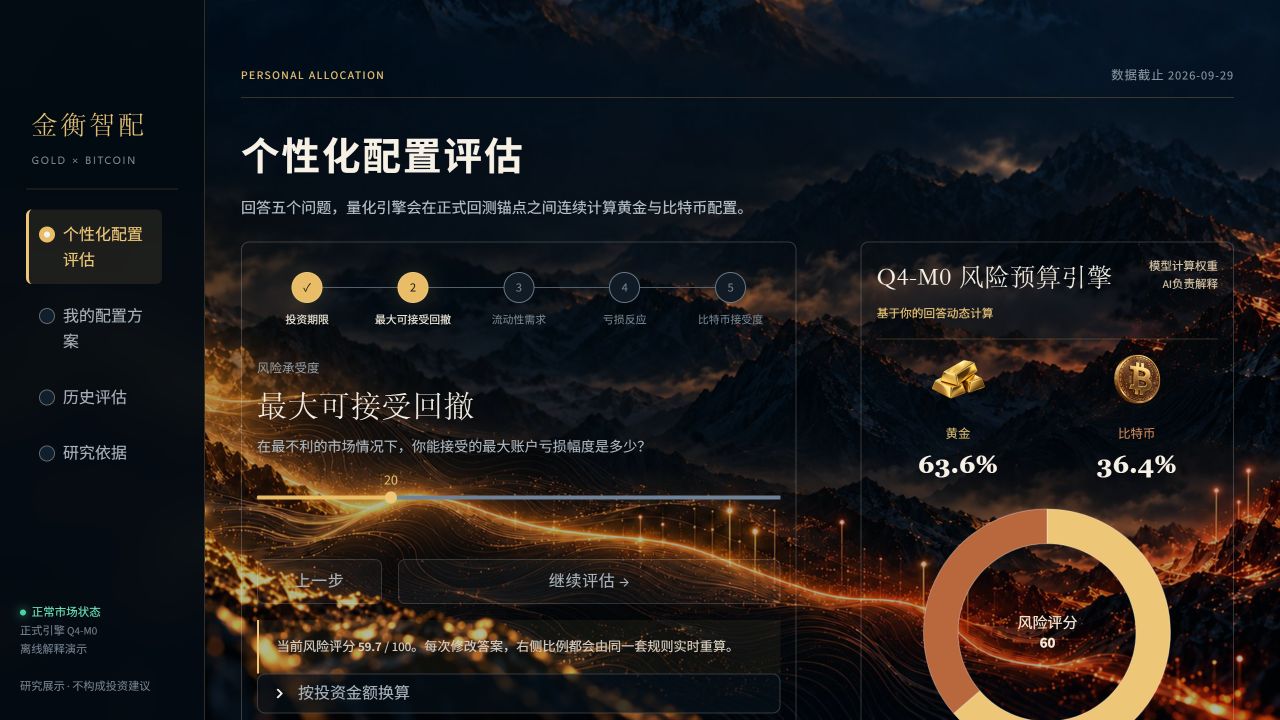 金衡智配
GOLD × BITCOIN
个性化配置
评估
我的配置方
案
历史评估
研究依据
正常市场状态
正式引擎 Q4-M0
离线解释演示
研究展示 · 不构成投资建议
PERSONAL ALLOCATION
数据截止 2026-09-29
个性化配置评估
回答五个问题，量化引擎会在正式回测锚点之间连续计算黄金与比特币配置。
✓
2
3
4
5
投资期限
最大可接受回撤
流动性需求
亏损反应
比特币接受度
风险承受度
最大可接受回撤
在最不利的市场情况下，你能接受的最大账户亏损幅度是多少？
20
上一步
继续评估 →
当前风险评分 59.7 / 100。每次修改答案，右侧比例都会由同一套规则实时重算。
按投资金额换算
Q4-M0 风险预算引擎
模型计算权重
AI负责解释
基于你的回答动态计算
黄金
比特币
63.6%
36.4%
风险评分
60